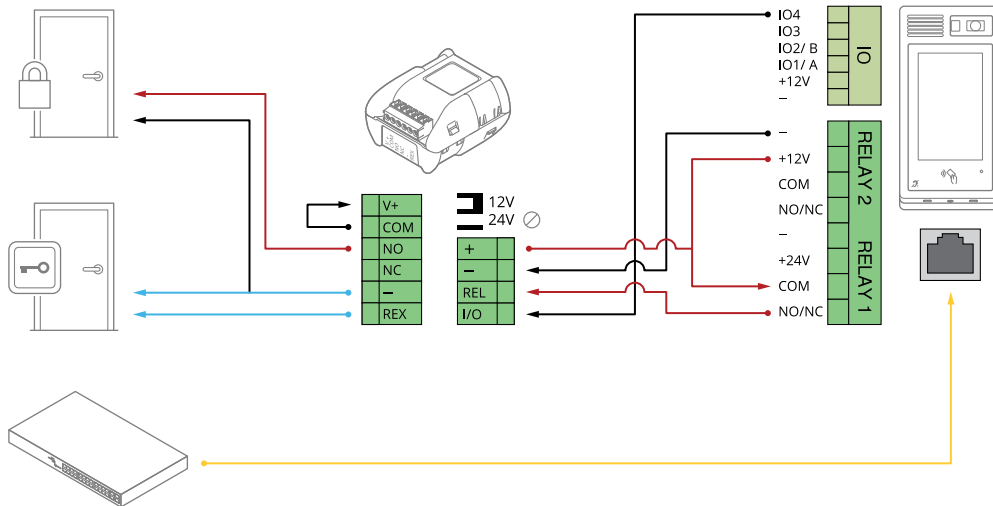 IO4
IO3
IO2/ B
IO1/ A
+12V
–
IO
–
+12V
COM
NO/NC
–
+24V
COM
NO/NC
RELAY 2
RELAY 1
V+
COM
NO
NC
–
REX
12V
24V
+
–
REL
I/O